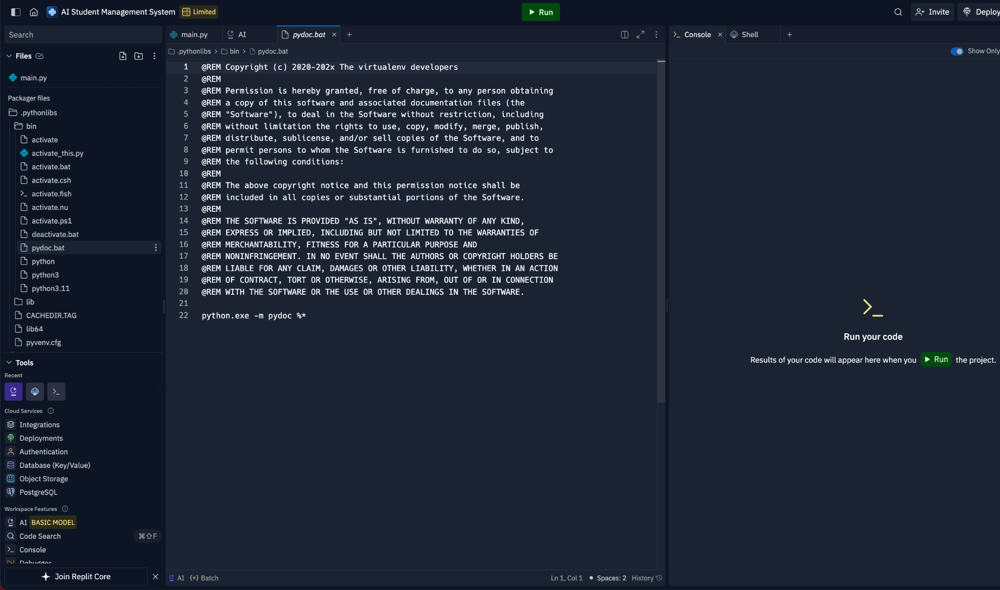 AI Student Management System Limited
Run
Invite
Deploy
Search
Files
main.py
Packager files
.pythonlibs
bin
activate
activate_this.py
activate.bat
activate.csh
activate.fish
activate.nu
activate.ps1
deactivate.bat
pydoc.bat
python
python3
python3.11
lib
CACHEDIR.TAG
lib64
pyvenv.cfg
Tools
Recent
Cloud Services
Integrations
Deployments
Authentication
Database (Key/Value)
Object Storage
PostgreSQL
Workspace Features
AI BASIC MODEL
Code Search ⌘⇧F
Console
Debugger
Join Replit Core
main.py AI pydoc.bat
.pythonlibs > bin > pydoc.bat
1 @REM Copyright (c) 2020-202x The virtualenv developers
2 @REM
3 @REM Permission is hereby granted, free of charge, to any person obtaining
4 @REM a copy of this software and associated documentation files (the
5 @REM "Software"), to deal in the Software without restriction, including
6 @REM without limitation the rights to use, copy, modify, merge, publish,
7 @REM distribute, sublicense, and/or sell copies of the Software, and to
8 @REM permit persons to whom the Software is furnished to do so, subject to
9 @REM the following conditions:
10 @REM
11 @REM The above copyright notice and this permission notice shall be
12 @REM included in all copies or substantial portions of the Software.
13 @REM
14 @REM THE SOFTWARE IS PROVIDED "AS IS", WITHOUT WARRANTY OF ANY KIND,
15 @REM EXPRESS OR IMPLIED, INCLUDING BUT NOT LIMITED TO THE WARRANTIES OF
16 @REM MERCHANTABILITY, FITNESS FOR A PARTICULAR PURPOSE AND
17 @REM NONINFRINGEMENT. IN NO EVENT SHALL THE AUTHORS OR COPYRIGHT HOLDERS BE
18 @REM LIABLE FOR ANY CLAIM, DAMAGES OR OTHER LIABILITY, WHETHER IN AN ACTION
19 @REM OF CONTRACT, TORT OR OTHERWISE, ARISING FROM, OUT OF OR IN CONNECTION
20 @REM WITH THE SOFTWARE OR THE USE OR OTHER DEALINGS IN THE SOFTWARE.
21
22 python.exe -m pydoc %*
AI {*} Batch
Ln 1, Col 1 • Spaces: 2 History
Console Shell
Show Only
>_
Run your code
Results of your code will appear here when you Run the project.